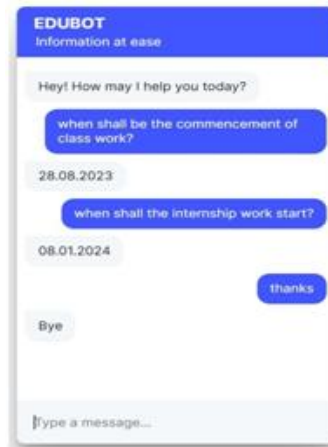 EDUBOT
Information at ease
Hey! How may I help you today?
when shall be the commencement of
class work?
28.08.2023
when shall the internship work start?
08.01.2024
thanks
Bye
Type a message...